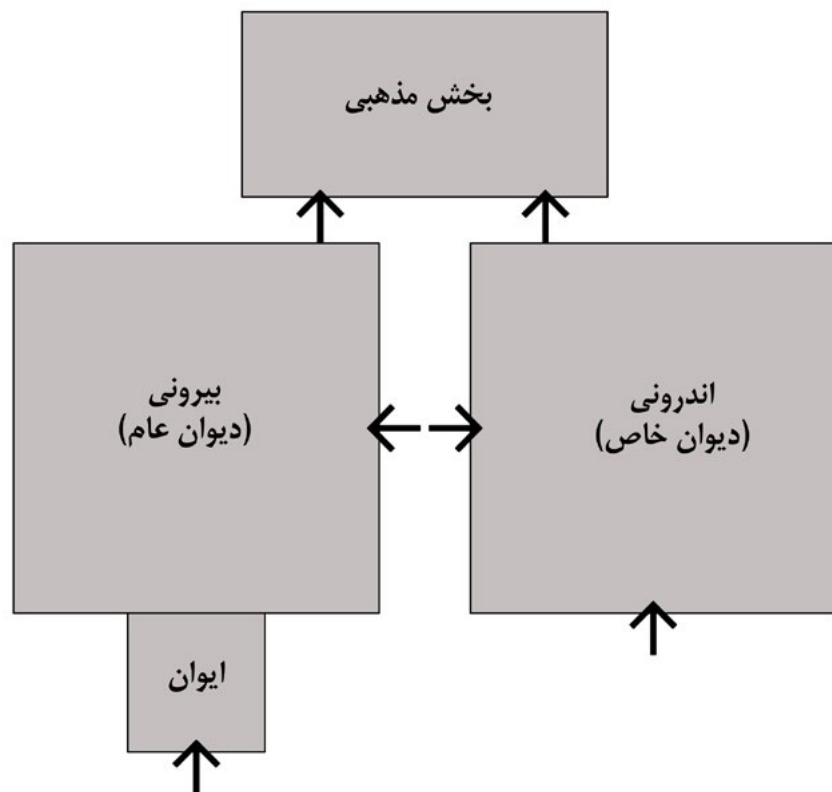 بخش مذهبی
اندرونی
(دیوان خاص)
بیرونی
(دیوان عام)
ایوان